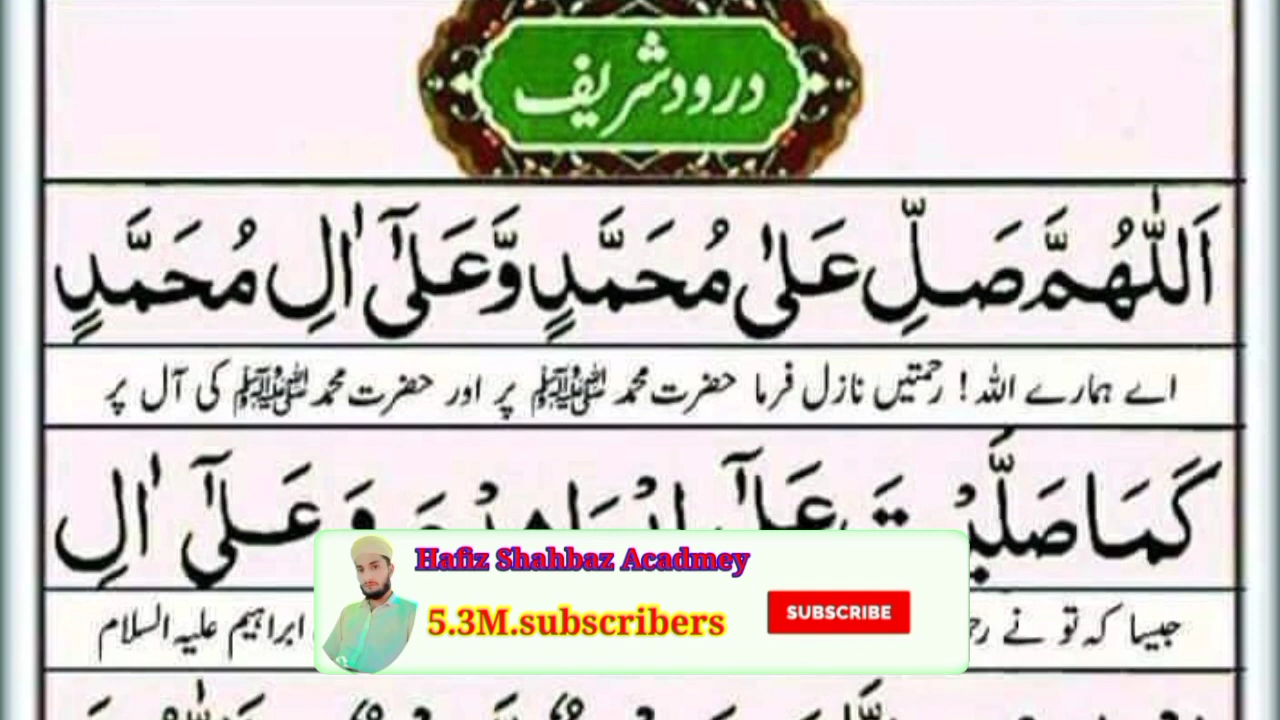 درود شریف
اَللّٰهُمَّ صَلِّ عَلٰی مُحَمَّدٍ وَّعَلٰٓی اٰلِ مُحَمَّدٍ
اے ہمارے اللہ! رحمتیں نازل فرما حضرت محمد ﷺ پر اور حضرت محمد ﷺ کی آل پر
كَمَا صَلَّيْتَ عَلٰٓی اِبْرَاهِيْمَ وَ عَلٰٓی اٰلِ
Hafiz Shahbaz Acadmey
5.3M.subscribers
SUBSCRIBE
جیسا کہ تو نے ابراہیم علیہ السلام